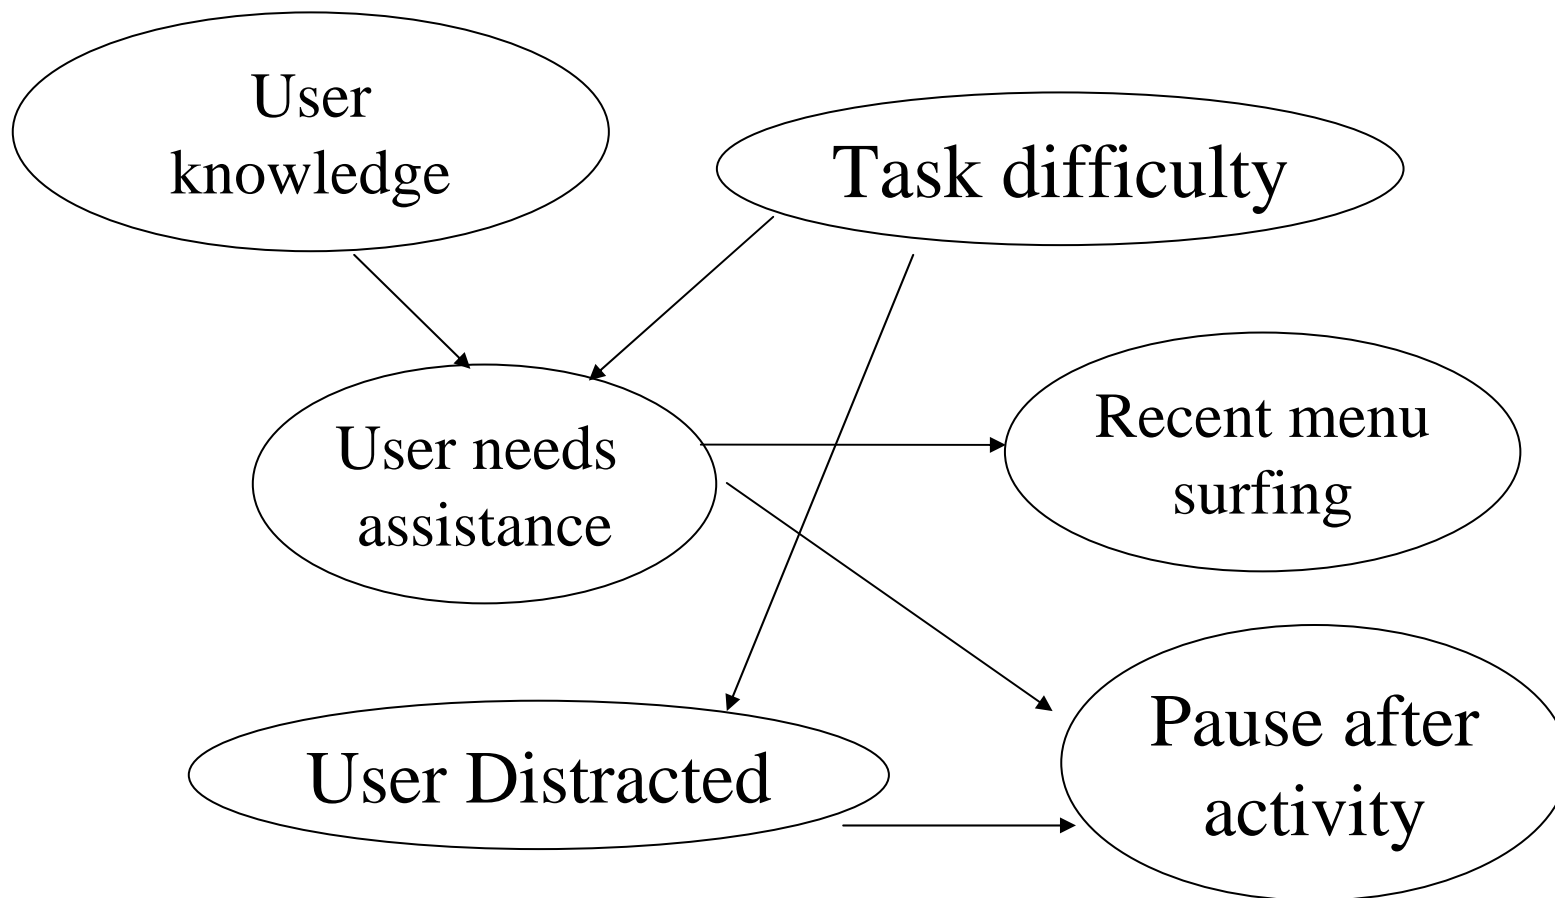 User
knowledge
Task difficulty
User needs
assistance
Recent menu
surfing
User Distracted
Pause after
activity